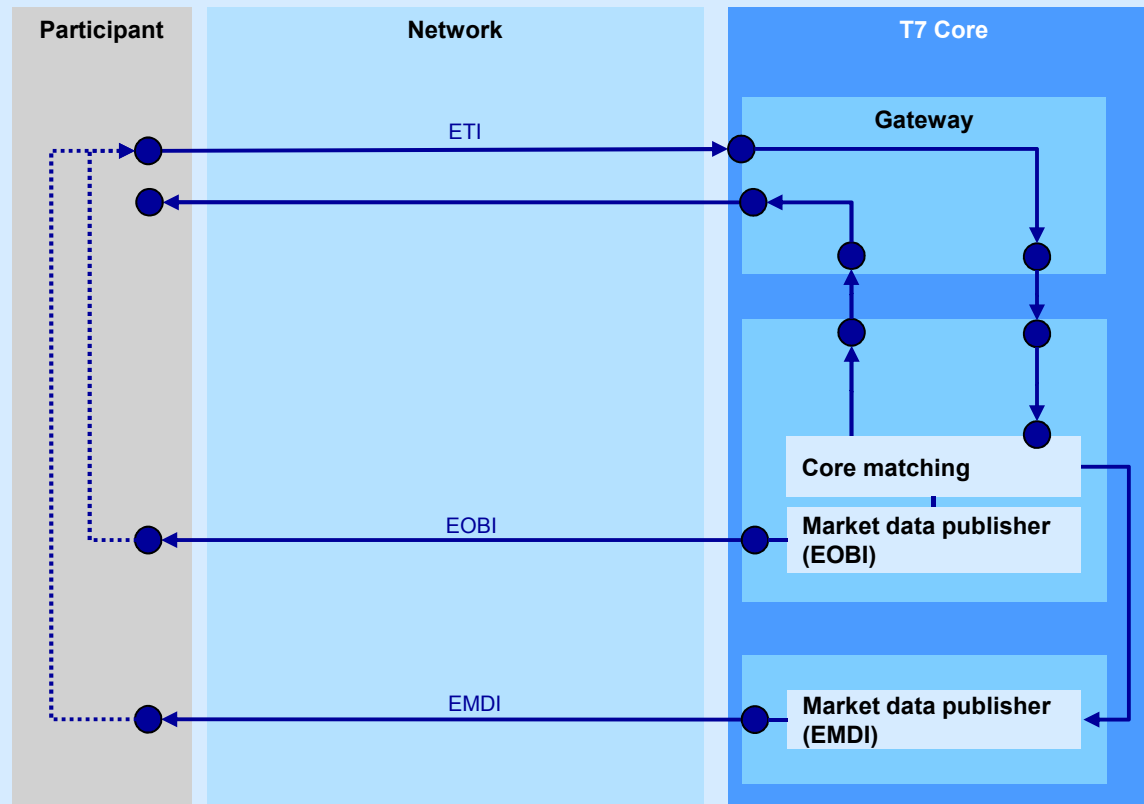 Participant
Network
T7 Core
Gateway
ETI
Core matching
EOBI
Market data publisher
(EOBI)
EMDI
Market data publisher
(EMDI)